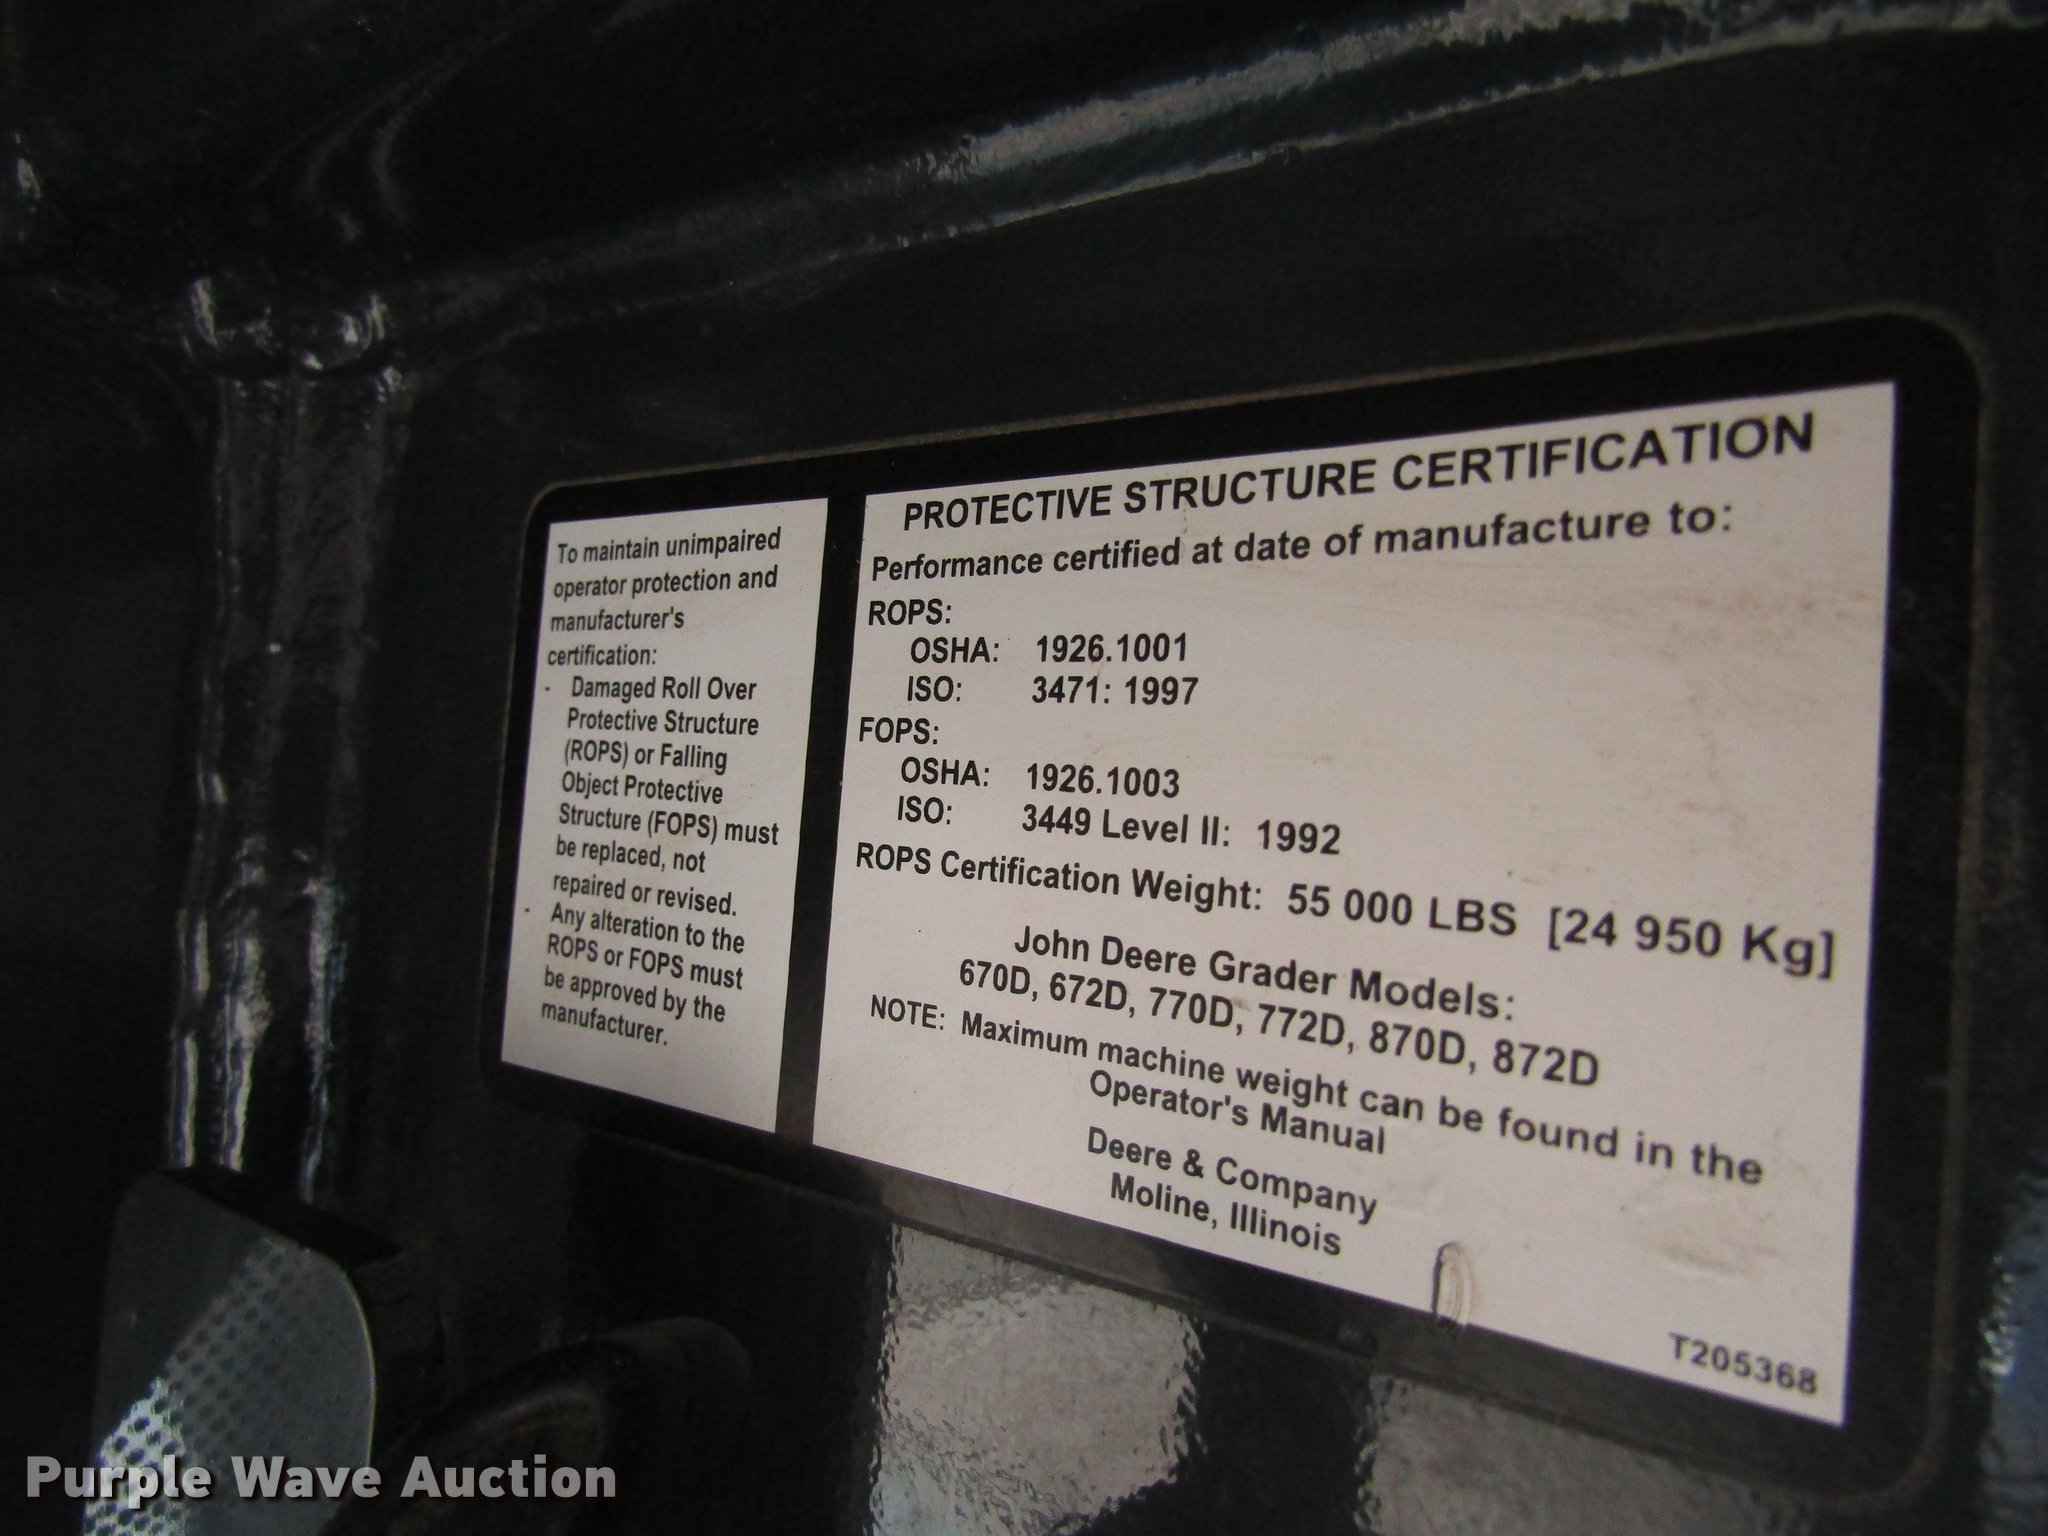 To maintain unimpaired
operator protection and
manufacturer's
certification:
- Damaged Roll Over
Protective Structure
(ROPS) or Falling
Object Protective
Structure (FOPS) must
be replaced, not
repaired or revised.
- Any alteration to the
ROPS or FOPS must
be approved by the
manufacturer.
PROTECTIVE STRUCTURE CERTIFICATION
Performance certified at date of manufacture to:
ROPS:
OSHA: 1926.1001
ISO: 3471: 1997
FOPS:
OSHA: 1926.1003
ISO: 3449 Level II: 1992
ROPS Certification Weight: 55 000 LBS [24 950 Kg]
John Deere Grader Models:
670D, 672D, 770D, 772D, 870D, 872D
NOTE: Maximum machine weight can be found in the
Operator's Manual
Deere & Company
Moline, Illinois
T205368
Purple Wave Auction